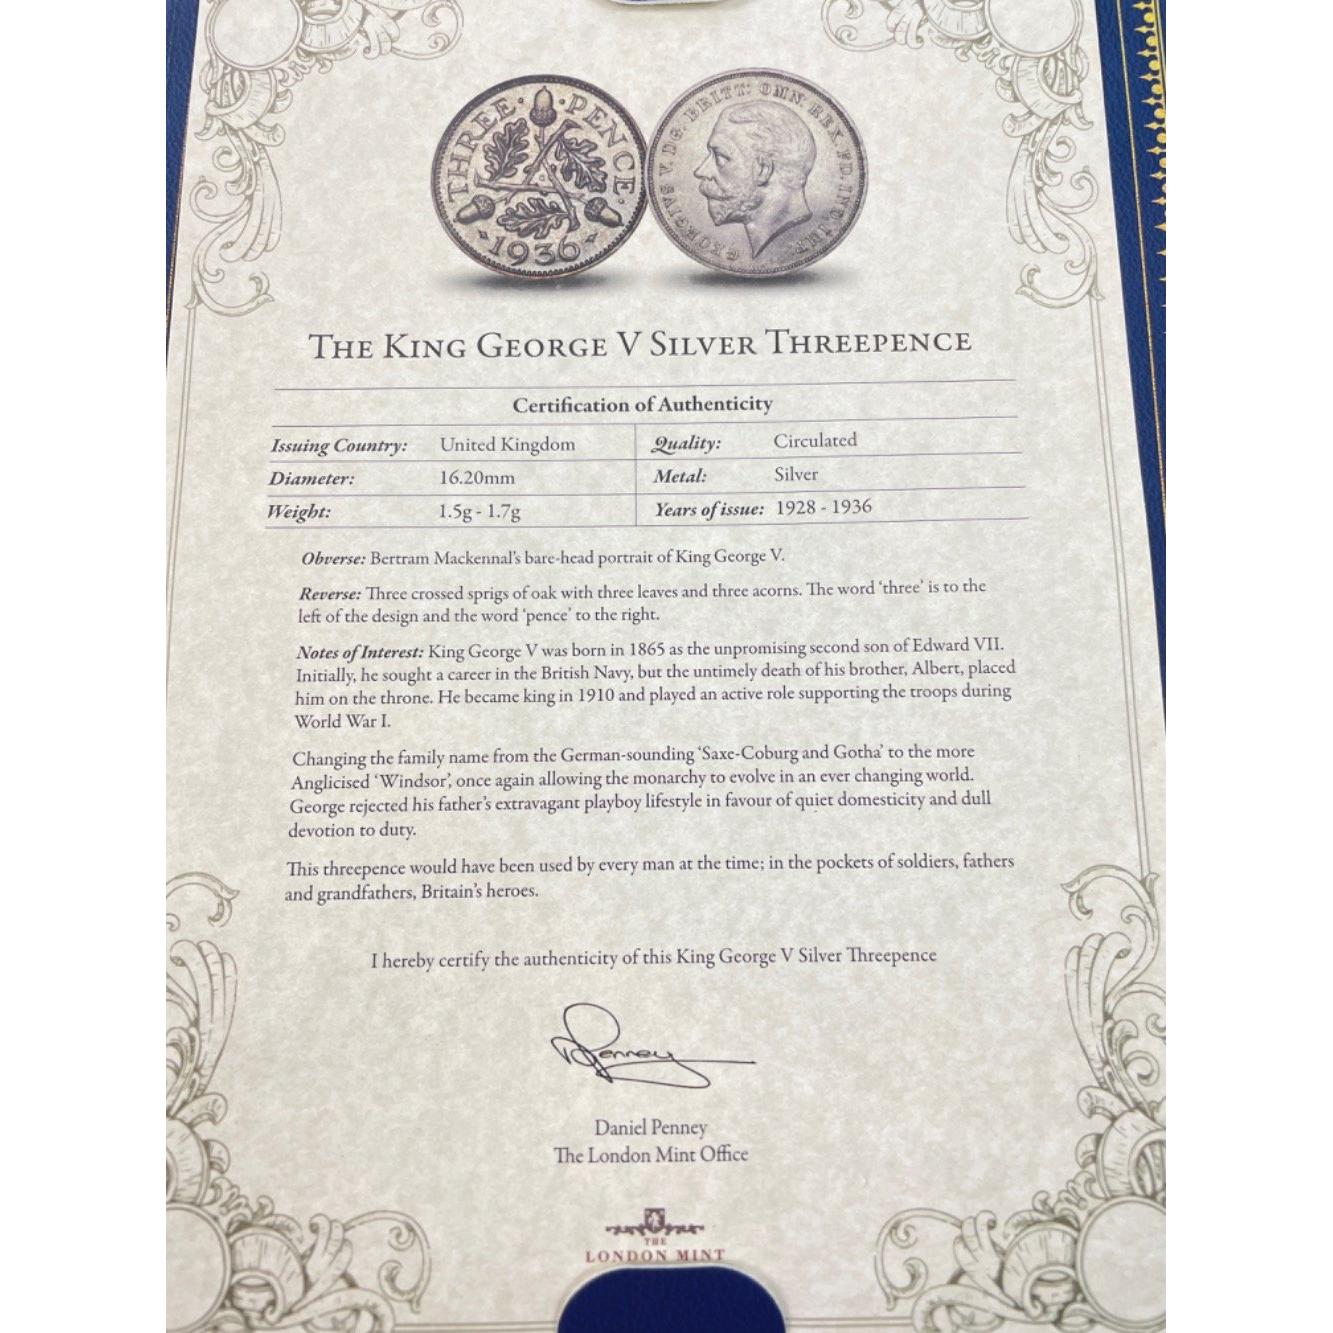 THREE · PENCE ·
1936
GEORGIVS V. D.G. BRITT: OMN: REX F.D. IND: IMP:
THE KING GEORGE V SILVER THREEPENCE
Certification of Authenticity
Issuing Country: United Kingdom Quality: Circulated
Diameter: 16.20mm Metal: Silver
Weight: 1.5g - 1.7g Years of issue: 1928 - 1936
Obverse: Bertram Mackennal's bare-head portrait of King George V.
Reverse: Three crossed sprigs of oak with three leaves and three acorns. The word 'three' is to the
left of the design and the word 'pence' to the right.
Notes of Interest: King George V was born in 1865 as the unpromising second son of Edward VII.
Initially, he sought a career in the British Navy, but the untimely death of his brother, Albert, placed
him on the throne. He became king in 1910 and played an active role supporting the troops during
World War I.
Changing the family name from the German-sounding 'Saxe-Coburg and Gotha' to the more
Anglicised 'Windsor', once again allowing the monarchy to evolve in an ever changing world.
George rejected his father's extravagant playboy lifestyle in favour of quiet domesticity and dull
devotion to duty.
This threepence would have been used by every man at the time; in the pockets of soldiers, fathers
and grandfathers, Britain's heroes.
I hereby certify the authenticity of this King George V Silver Threepence
DPenney
Daniel Penney
The London Mint Office
THE
LONDON MINT